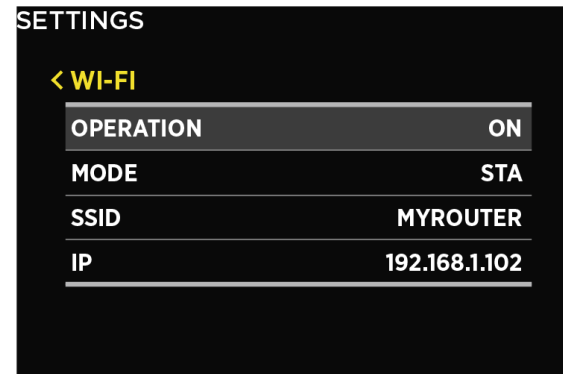 SETTINGS
< WI-FI
OPERATION ON
MODE STA
SSID MYROUTER
IP 192.168.1.102